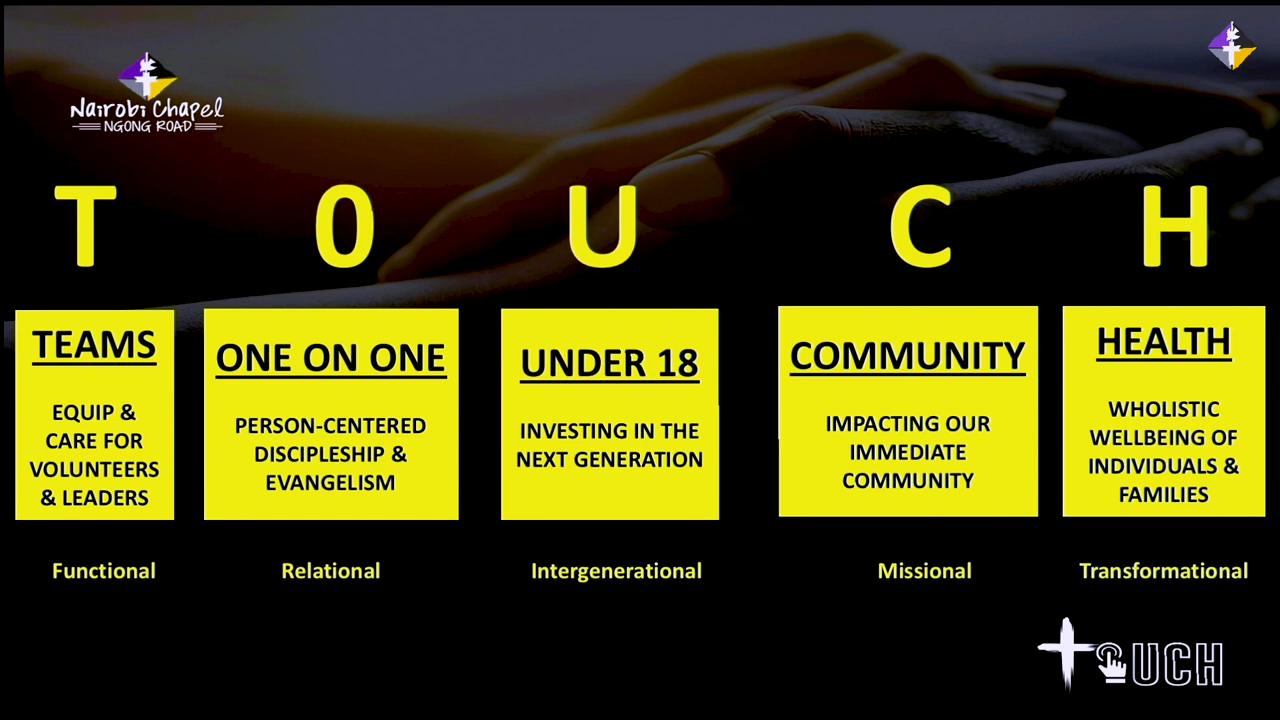 Nairobi Chapel
NGONG ROAD
T O U C H
TEAMS
EQUIP &
CARE FOR
VOLUNTEERS
& LEADERS
ONE ON ONE
PERSON-CENTERED
DISCIPLESHIP &
EVANGELISM
UNDER 18
INVESTING IN THE
NEXT GENERATION
COMMUNITY
IMPACTING OUR
IMMEDIATE
COMMUNITY
HEALTH
WHOLISTIC
WELLBEING OF
INDIVIDUALS &
FAMILIES
Functional
Relational
Intergenerational
Missional
Transformational
TOUCH